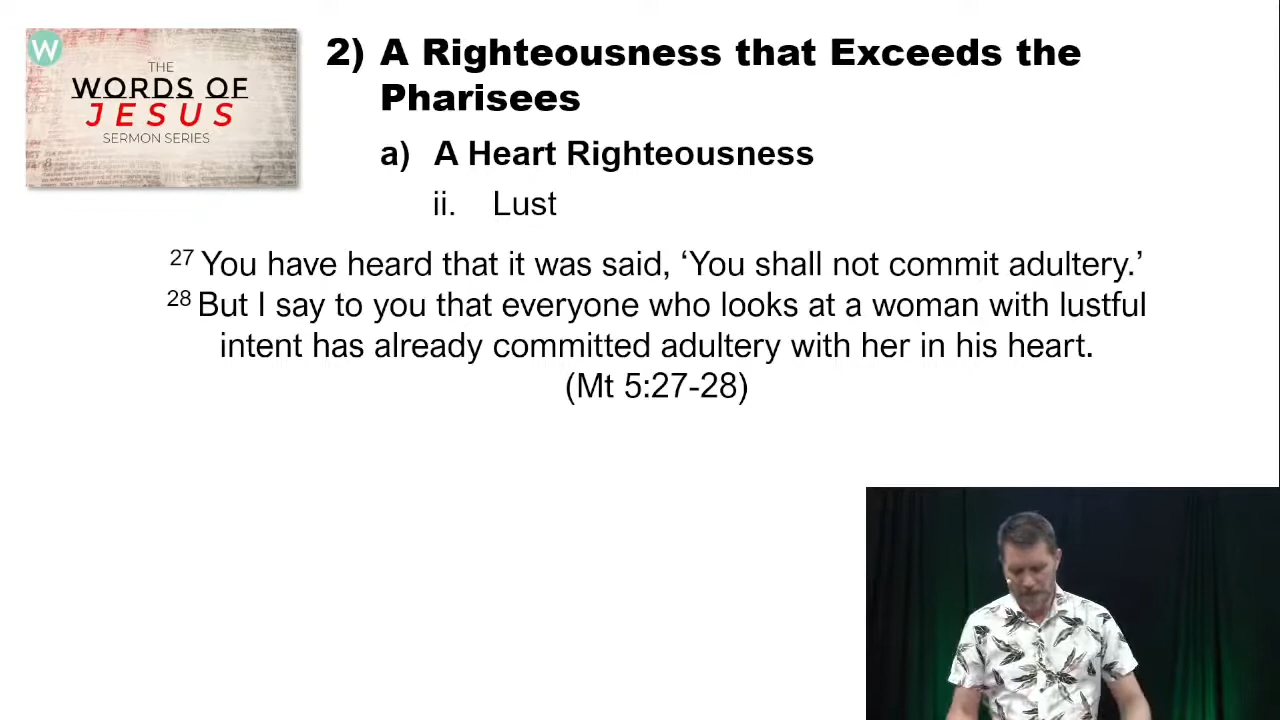 W
THE
WORDS OF
JESUS
SERMON SERIES
2) A Righteousness that Exceeds the
Pharisees
a) A Heart Righteousness
ii. Lust
27 You have heard that it was said, ‘You shall not commit adultery.’
28 But I say to you that everyone who looks at a woman with lustful
intent has already committed adultery with her in his heart.
(Mt 5:27-28)